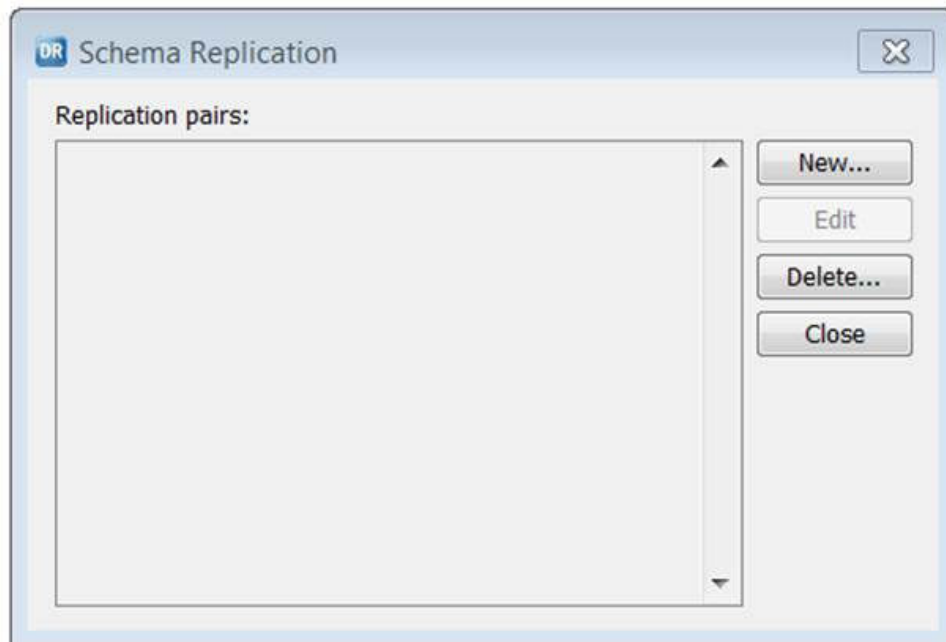 DR Schema Replication
Replication pairs:
New...
Edit
Delete...
Close